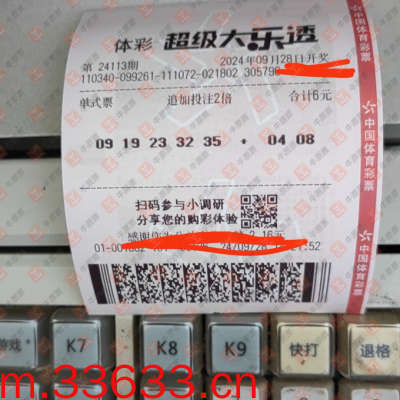 体彩 超级大乐透
第 24113期 2024年09月28日开奖
110340-099261-111072-021802 305798
单式票 追加投注2倍 合计6元
09 19 23 32 35 + 04 08
扫码参与小调研
分享您的购彩体验
中国体育彩票
中国体育彩票
K7
K8
K9
快打
退格
m.33633.cn